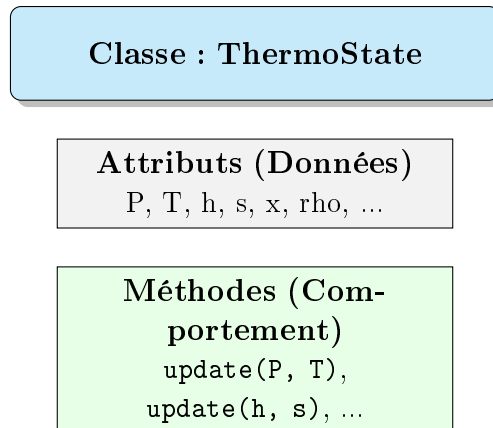 Classe : ThermoState
Attributs (Données)
P, T, h, s, x, rho, ...
Méthodes (Com-
portement)
update(P, T),
update(h, s), ...